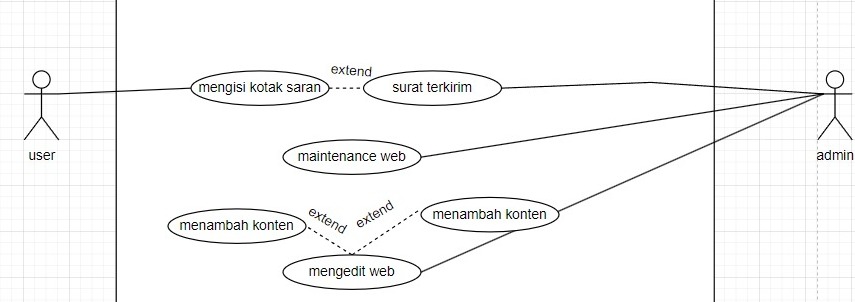 extend
mengisi kotak saran
surat terkirim
user
admin
maintenance web
extend
extend
menambah konten
menambah konten
mengedit web